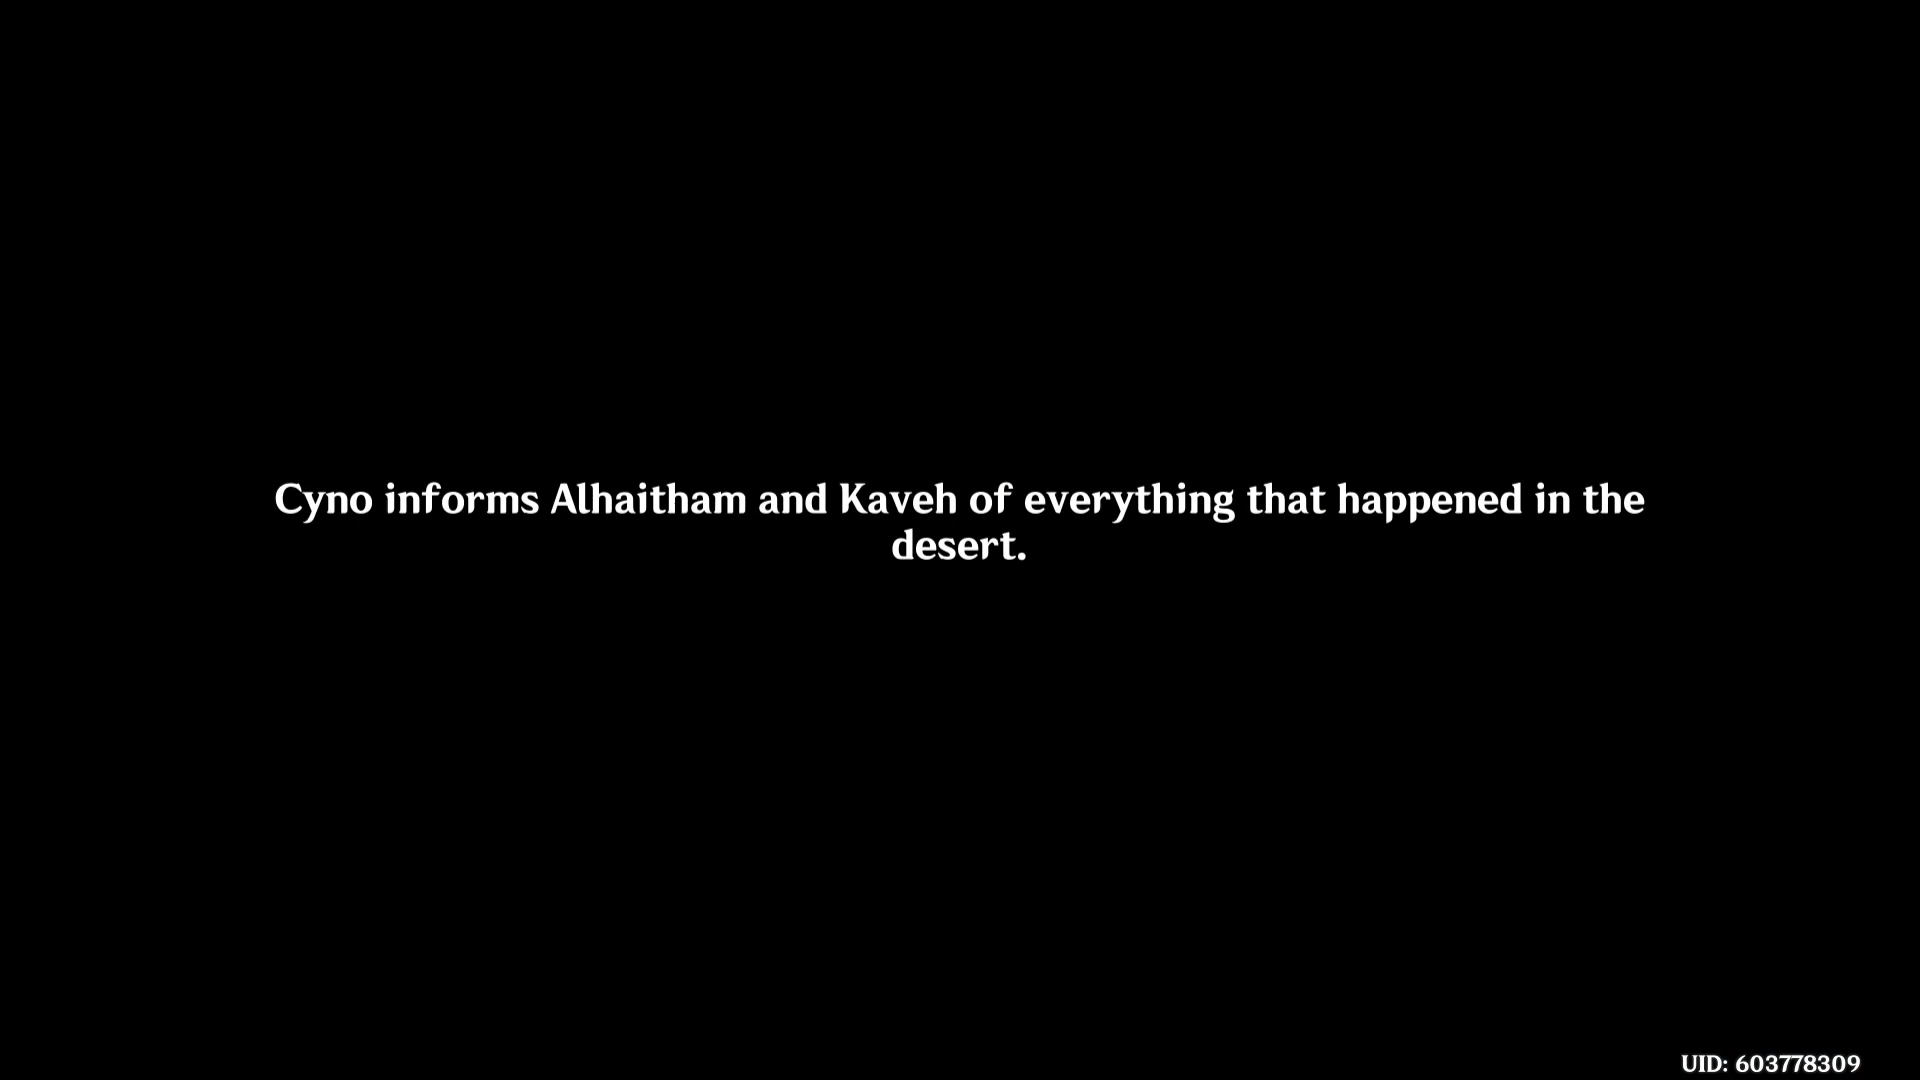 Cyno informs Alhaitham and Kaveh of everything that happened in the
desert.
UID: 603778309